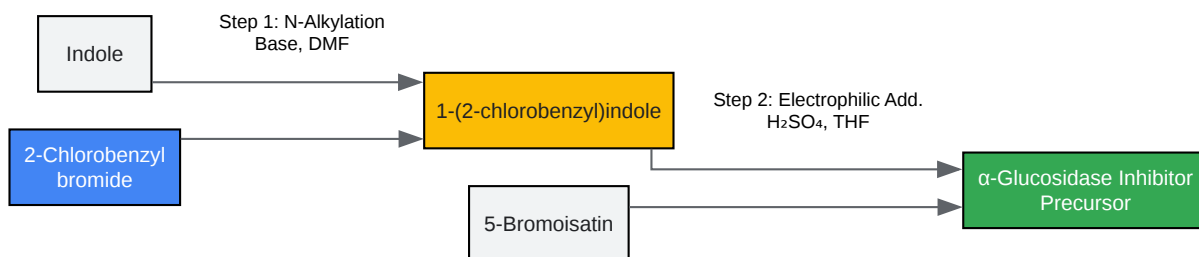 Indole
Step 1: N-Alkylation
Base, DMF
2-Chlorobenzyl
bromide
1-(2-chlorobenzyl)indole
Step 2: Electrophilic Add.
H₂SO₄, THF
5-Bromoisatin
α-Glucosidase Inhibitor
Precursor